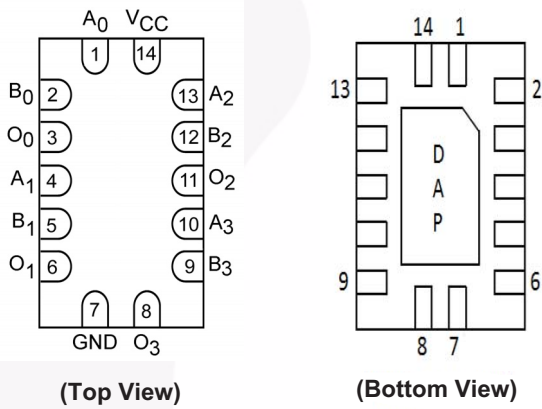 A0 VCC
1 14
B0 2 13 A2
O0 3 12 B2
A1 4 11 O2
B1 5 10 A3
O1 6 9 B3
7 8
GND O3
(Top View)
14 1
13 2
D
A
P
9 6
8 7
(Bottom View)